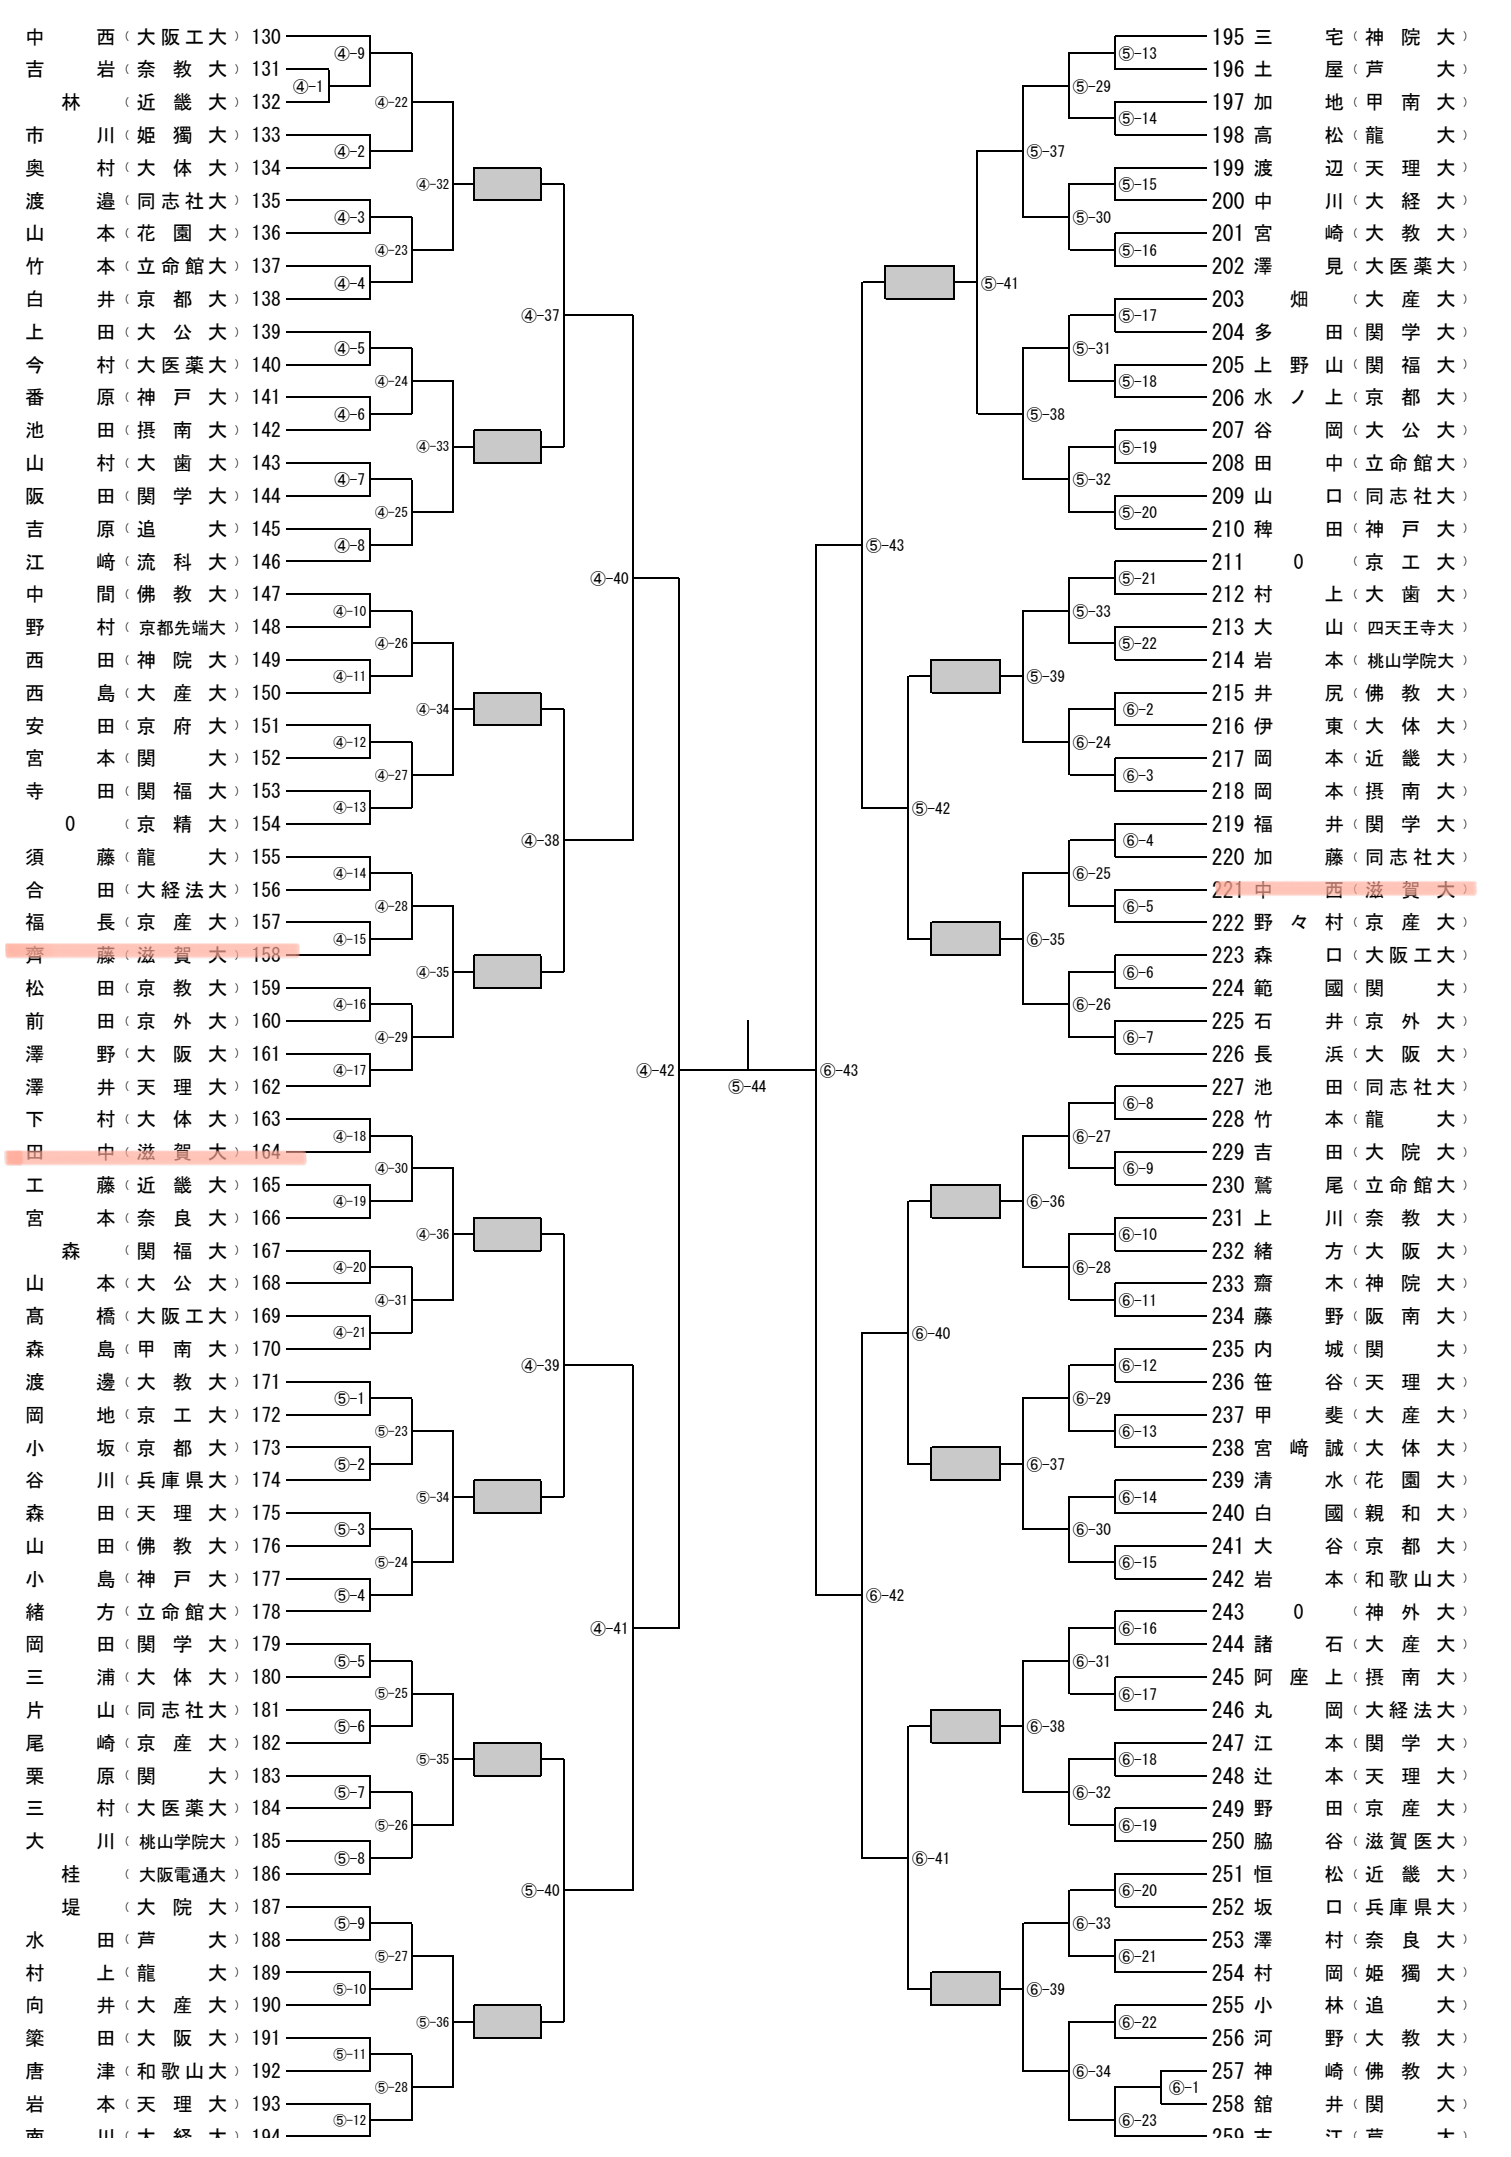 中西（大阪工大）130
吉岩（奈教大）131
林（近畿大）132
市川（姫獨大）133
奥村（大体大）134
渡邉（同志社大）135
山本（花園大）136
竹本（立命館大）137
白井（京都大）138
上田（大公大）139
今村（大医薬大）140
番原（神戸大）141
池田（摂南大）142
山村（大歯大）143
阪田（関学大）144
吉原（追大）145
江﨑（流科大）146
中間（佛教大）147
野村（京都先端大）148
西田（神院大）149
西島（大産大）150
安田（京府大）151
宮本（関大）152
寺田（関福大）153
0（京精大）154
須藤（龍大）155
合田（大経法大）156
福長（京産大）157
齊藤（滋賀大）158
松田（京教大）159
前田（京外大）160
澤野（大阪大）161
澤井（天理大）162
下村（大体大）163
田中（滋賀大）164
工藤（近畿大）165
宮本（奈良大）166
森（関福大）167
山本（大公大）168
髙橋（大阪工大）169
森島（甲南大）170
渡邊（大教大）171
岡地（京工大）172
小坂（京都大）173
谷川（兵庫県大）174
森田（天理大）175
山田（佛教大）176
小島（神戸大）177
緒方（立命館大）178
岡田（関学大）179
三浦（大体大）180
片山（同志社大）181
尾崎（京産大）182
栗原（関大）183
三村（大医薬大）184
大川（桃山学院大）185
桂（大阪電通大）186
堤（大院大）187
水田（芦大）188
村上（龍大）189
向井（大産大）190
築田（大阪大）191
唐津（和歌山大）192
岩本（天理大）193
南川（大経大）194
④-9
④-1
④-22
④-2
④-32
④-3
④-23
④-4
④-37
④-5
④-24
④-6
④-33
④-7
④-25
④-8
④-40
④-10
④-26
④-11
④-34
④-12
④-27
④-13
④-38
④-14
④-28
④-15
④-35
④-16
④-29
④-17
④-42
④-18
④-30
④-19
④-36
④-20
④-31
④-21
④-39
⑤-1
⑤-23
⑤-2
⑤-34
⑤-3
⑤-24
⑤-4
④-41
⑤-5
⑤-25
⑤-6
⑤-35
⑤-7
⑤-26
⑤-8
⑤-40
⑤-9
⑤-27
⑤-10
⑤-36
⑤-11
⑤-28
⑤-12
⑤-44
⑤-13
⑤-29
⑤-14
⑤-37
⑤-15
⑤-30
⑤-16
⑤-41
⑤-17
⑤-31
⑤-18
⑤-38
⑤-19
⑤-32
⑤-20
⑤-43
⑤-21
⑤-33
⑤-22
⑤-39
⑥-2
⑥-24
⑥-3
⑤-42
⑥-4
⑥-25
⑥-5
⑥-35
⑥-6
⑥-26
⑥-7
⑥-43
⑥-8
⑥-27
⑥-9
⑥-36
⑥-10
⑥-28
⑥-11
⑥-40
⑥-12
⑥-29
⑥-13
⑥-37
⑥-14
⑥-30
⑥-15
⑥-42
⑥-16
⑥-31
⑥-17
⑥-38
⑥-18
⑥-32
⑥-19
⑥-41
⑥-20
⑥-33
⑥-21
⑥-39
⑥-22
⑥-34
⑥-1
⑥-23
195 三宅（神院大）
196 土屋（芦大）
197 加地（甲南大）
198 高松（龍大）
199 渡辺（天理大）
200 中川（大経大）
201 宮崎（大教大）
202 澤見（大医薬大）
203 畑（大産大）
204 多田（関学大）
205 上野山（関福大）
206 水ノ上（京都大）
207 谷岡（大公大）
208 田中（立命館大）
209 山口（同志社大）
210 稗田（神戸大）
211 0（京工大）
212 村上（大歯大）
213 大山（四天王寺大）
214 岩本（桃山学院大）
215 井尻（佛教大）
216 伊東（大体大）
217 岡本（近畿大）
218 岡本（摂南大）
219 福井（関学大）
220 加藤（同志社大）
221 中西（滋賀大）
222 野々村（京産大）
223 森口（大阪工大）
224 範國（関大）
225 石井（京外大）
226 長浜（大阪大）
227 池田（同志社大）
228 竹本（龍大）
229 吉田（大院大）
230 鷲尾（立命館大）
231 上川（奈教大）
232 緒方（大阪大）
233 齋木（神院大）
234 藤野（阪南大）
235 内城（関大）
236 笹谷（天理大）
237 甲斐（大産大）
238 宮﨑誠（大体大）
239 清水（花園大）
240 白國（親和大）
241 大谷（京都大）
242 岩本（和歌山大）
243 0（神外大）
244 諸石（大産大）
245 阿座上（摂南大）
246 丸岡（大経法大）
247 江本（関学大）
248 辻本（天理大）
249 野田（京産大）
250 脇谷（滋賀医大）
251 恒松（近畿大）
252 坂口（兵庫県大）
253 澤村（奈良大）
254 村岡（姫獨大）
255 小林（追大）
256 河野（大教大）
257 神崎（佛教大）
258 舘井（関大）
259